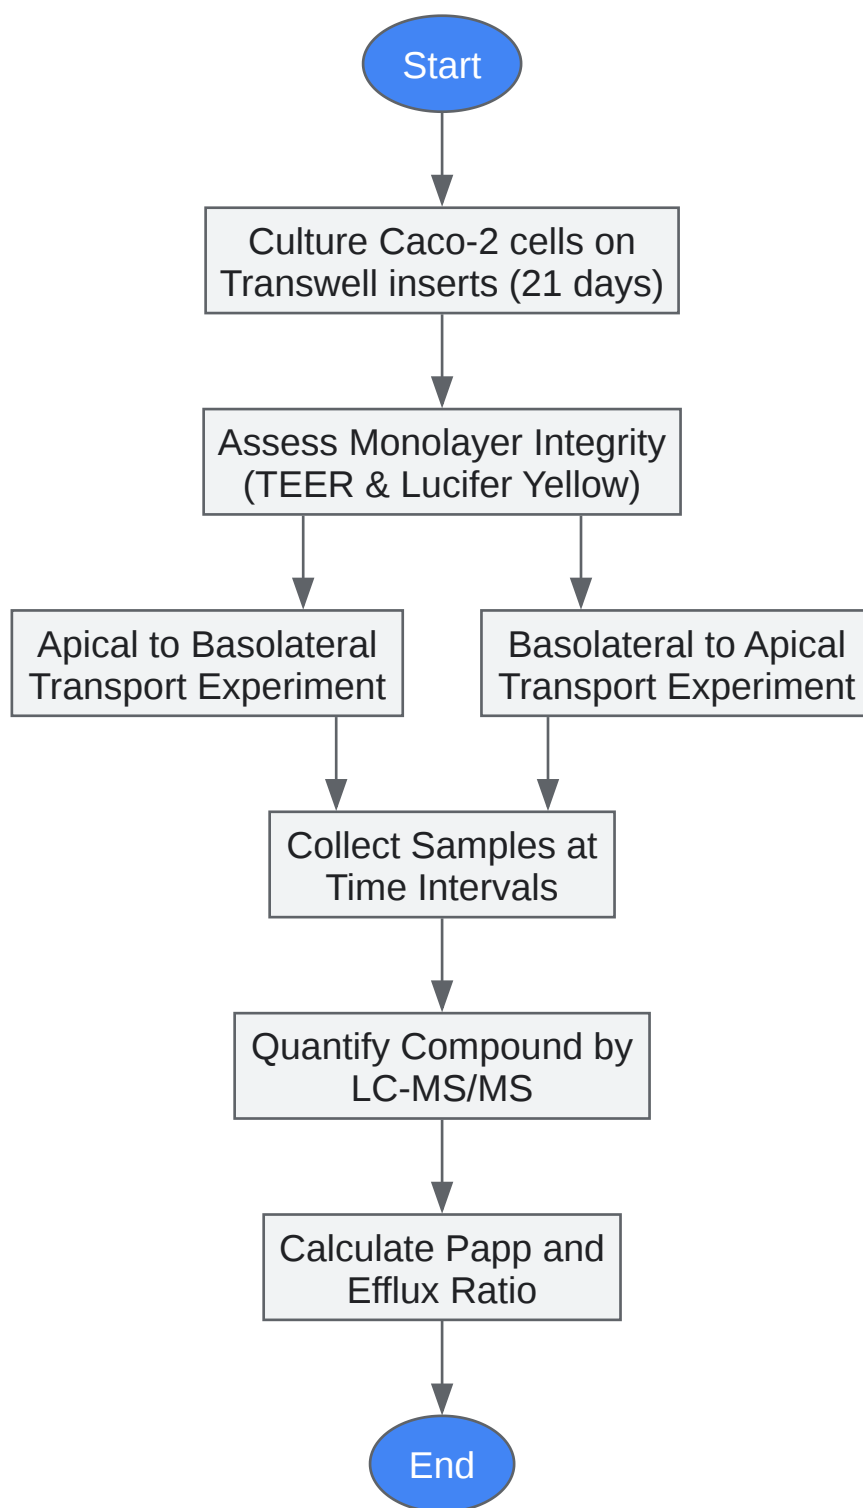 Start
Culture Caco-2 cells on
Transwell inserts (21 days)
Assess Monolayer Integrity
(TEER & Lucifer Yellow)
Apical to Basolateral
Transport Experiment
Basolateral to Apical
Transport Experiment
Collect Samples at
Time Intervals
Quantify Compound by
LC-MS/MS
Calculate Papp and
Efflux Ratio
End